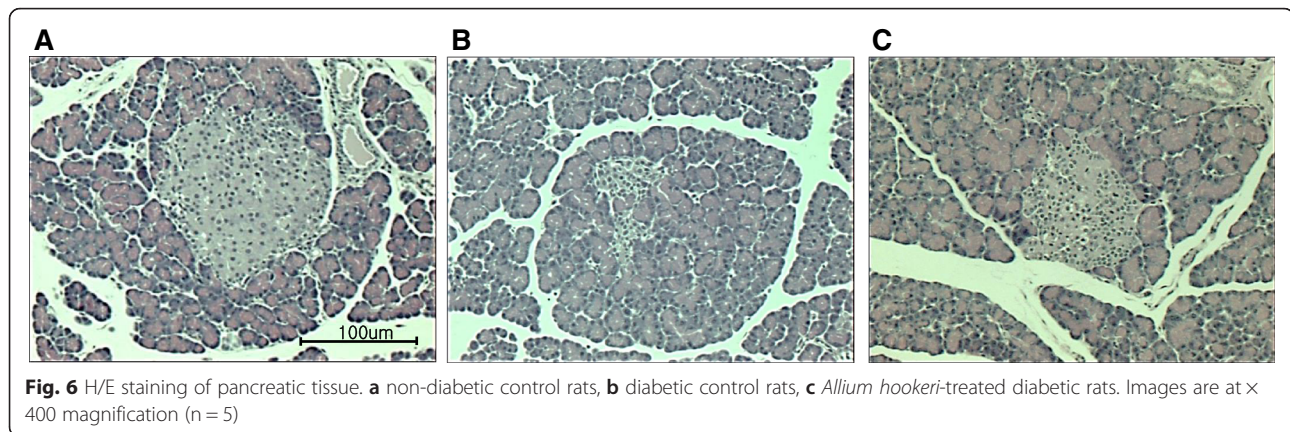 A B C
100um
Fig. 6 H/E staining of pancreatic tissue. a non-diabetic control rats, b diabetic control rats, c Allium hookeri-treated diabetic rats. Images are at ×
400 magnification (n = 5)